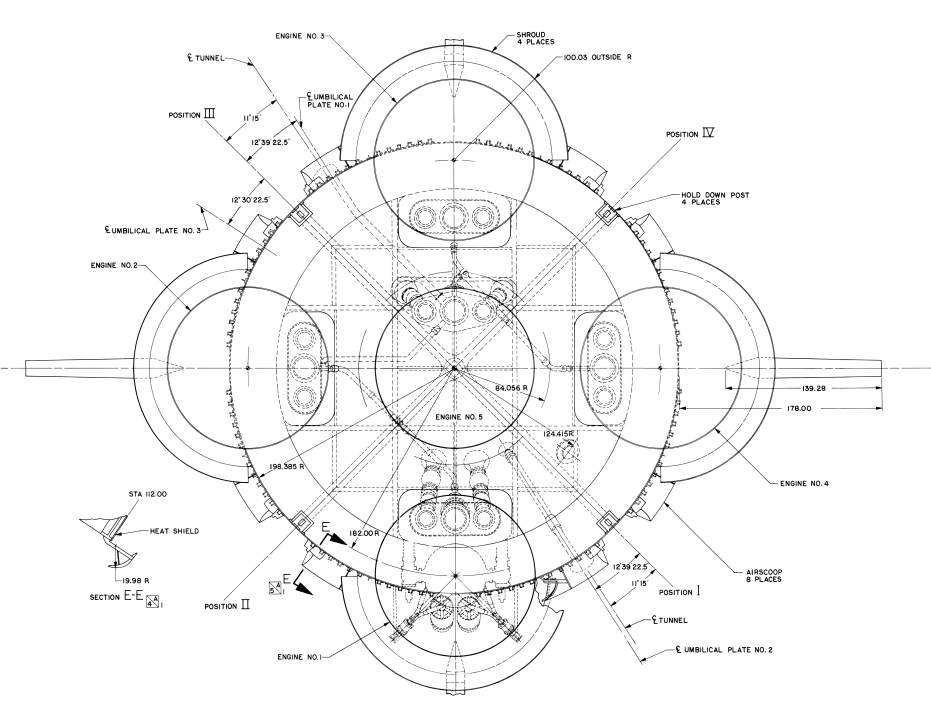 ENGINE NO. 3
SHROUD
4 PLACES
℄ TUNNEL
100.03 OUTSIDE R
℄ UMBILICAL
PLATE NO. 1
11° 15'
POSITION III
12° 39' 22.5"
POSITION IV
12° 30' 22.5"
HOLD DOWN POST
4 PLACES
℄ UMBILICAL PLATE NO. 3
ENGINE NO. 2
84.056 R
139.28
178.00
ENGINE NO. 5
124.415R
198.385 R
ENGINE NO. 4
STA 112.00
HEAT SHIELD
E
182.00 R
19.98 R
E
5 A 1
SECTION E-E 4 A 1
12° 39' 22.5"
11° 15'
AIRSCOOP
8 PLACES
POSITION II
POSITION I
℄ TUNNEL
ENGINE NO. 1
℄ UMBILICAL PLATE NO. 2